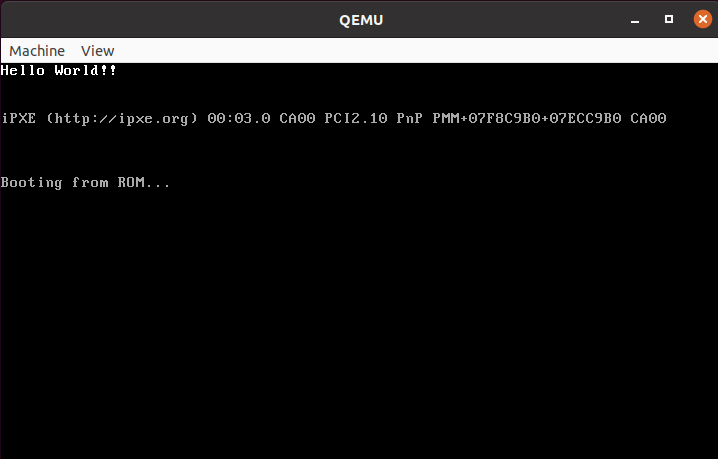 QEMU
Machine View
Hello World!!
iPXE (http://ipxe.org) 00:03.0 CA00 PCI2.10 PnP PMM+07F8C9B0+07ECC9B0 CA00
Booting from ROM...